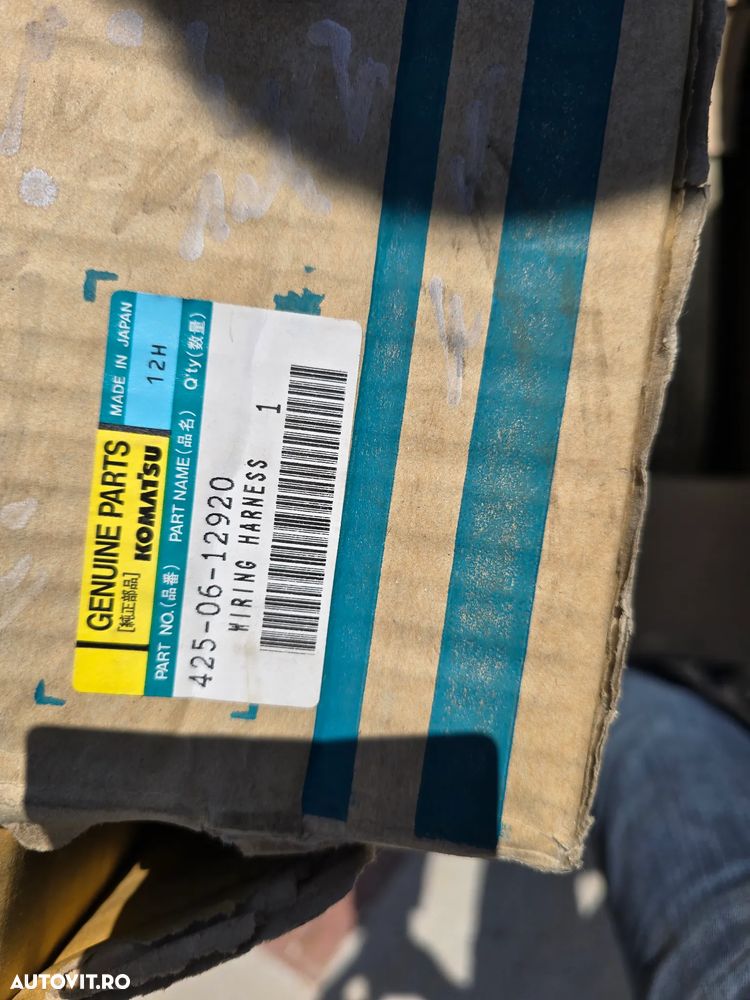 GENUINE PARTS
[純正部品] KOMATSU
MADE IN JAPAN
12H
PART NO.(品番) PART NAME(品名) Q'ty(数量)
425-06-12920
WIRING HARNESS 1
AUTOVIT.RO